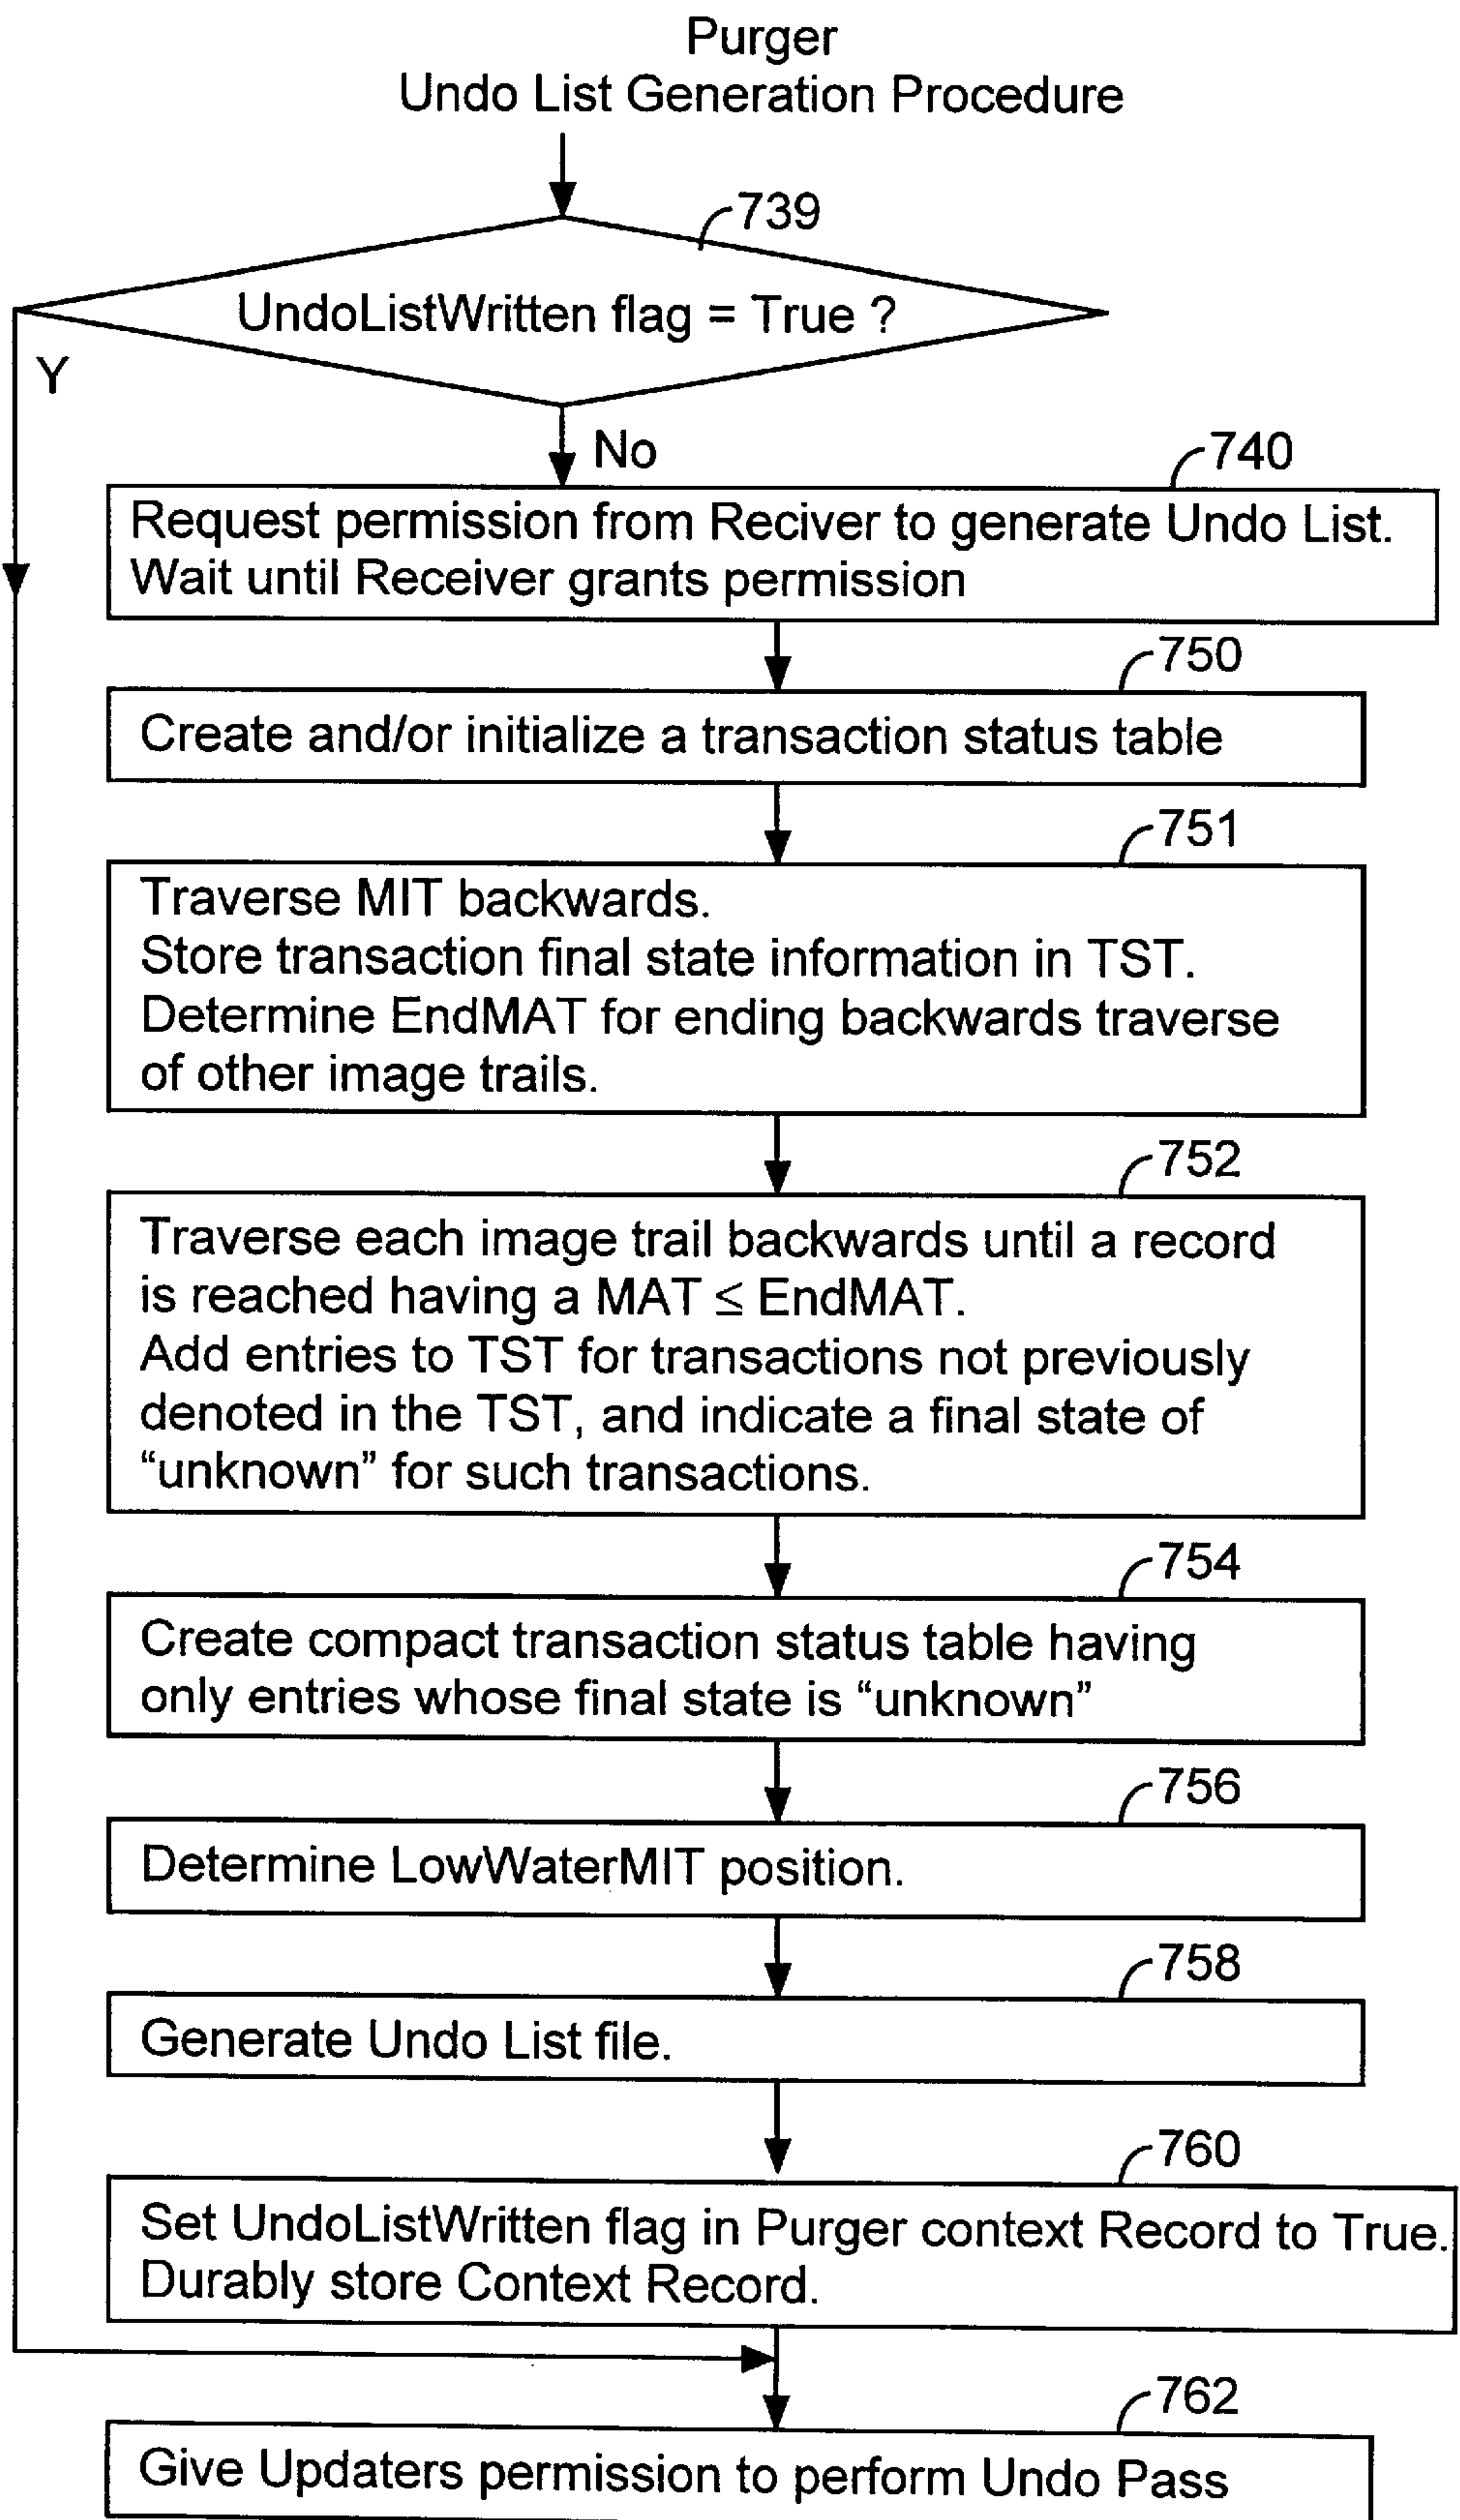 Purger
Undo List Generation Procedure
739
UndoListWritten flag = True ?
Y
No
740
Request permission from Reciver to generate Undo List.
Wait until Receiver grants permission
750
Create and/or initialize a transaction status table
751
Traverse MIT backwards.
Store transaction final state information in TST.
Determine EndMAT for ending backwards traverse
of other image trails.
752
Traverse each image trail backwards until a record
is reached having a MAT ≤ EndMAT.
Add entries to TST for transactions not previously
denoted in the TST, and indicate a final state of
“unknown” for such transactions.
754
Create compact transaction status table having
only entries whose final state is “unknown”
756
Determine LowWaterMIT position.
758
Generate Undo List file.
760
Set UndoListWritten flag in Purger context Record to True.
Durably store Context Record.
762
Give Updaters permission to perform Undo Pass